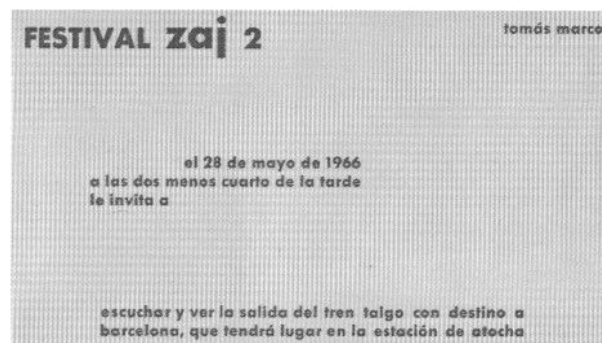 FESTIVAL zaj 2
tomás marco
el 28 de mayo de 1966
a las dos menos cuarto de la tarde
le invita a
escuchar y ver la salida del tren talgo con destino a
barcelona, que tendrá lugar en la estación de atocha